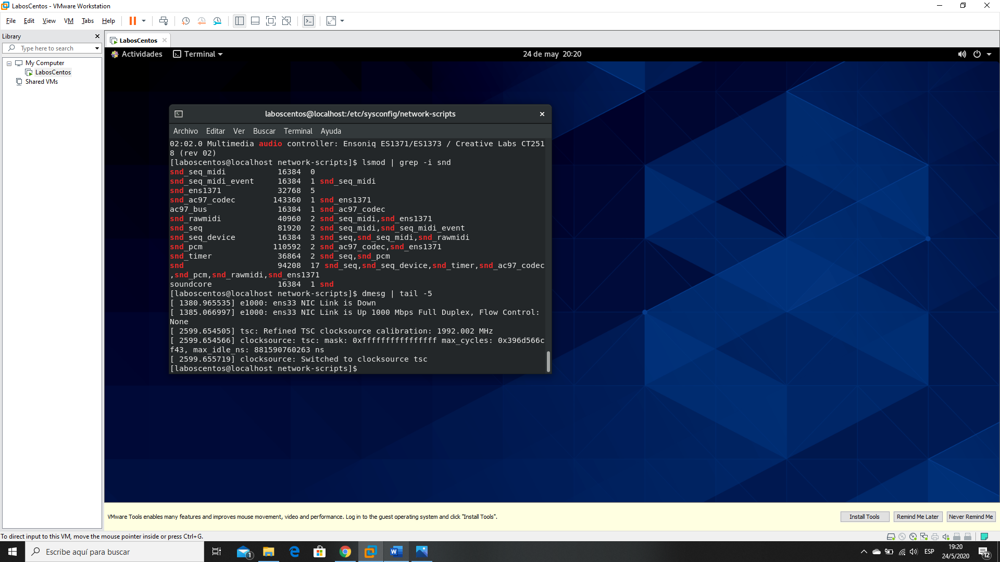 LabosCentos - VMware Workstation
File Edit View VM Tabs Help
Library
Type here to search
My Computer
LabosCentos
Shared VMs
LabosCentos
Actividades Terminal 24 de may 20:20
laboscentos@localhost:/etc/sysconfig/network-scripts
Archivo Editar Ver Buscar Terminal Ayuda
02:02.0 Multimedia audio controller: Ensoniq ES1371/ES1373 / Creative Labs CT251
8 (rev 02)
[laboscentos@localhost network-scripts]$ lsmod | grep -i snd
snd_seq_midi 16384 0
snd_seq_midi_event 16384 1 snd_seq_midi
snd_ens1371 32768 5
snd_ac97_codec 143360 1 snd_ens1371
ac97_bus 16384 1 snd_ac97_codec
snd_rawmidi 40960 2 snd_seq_midi,snd_ens1371
snd_seq 81920 2 snd_seq_midi,snd_seq_midi_event
snd_seq_device 16384 3 snd_seq,snd_seq_midi,snd_rawmidi
snd_pcm 110592 2 snd_ac97_codec,snd_ens1371
snd_timer 36864 2 snd_seq,snd_pcm
snd 94208 17 snd_seq,snd_seq_device,snd_timer,snd_ac97_codec
,snd_pcm,snd_rawmidi,snd_ens1371
soundcore 16384 1 snd
[laboscentos@localhost network-scripts]$ dmesg | tail -5
[ 1380.965535] e1000: ens33 NIC Link is Down
[ 1385.066997] e1000: ens33 NIC Link is Up 1000 Mbps Full Duplex, Flow Control:
None
[ 2599.654505] tsc: Refined TSC clocksource calibration: 1992.002 MHz
[ 2599.654566] clocksource: tsc: mask: 0xffffffffffffffff max_cycles: 0x396d566c
f43, max_idle_ns: 881590760263 ns
[ 2599.655719] clocksource: Switched to clocksource tsc
[laboscentos@localhost network-scripts]$
VMware Tools enables many features and improves mouse movement, video and performance. Log in to the guest operating system and click "Install Tools".
Install Tools Remind Me Later Never Remind Me
To direct input to this VM, move the mouse pointer inside or press Ctrl+G.
Escribe aquí para buscar
1
ESP
19:20
24/5/2020
12